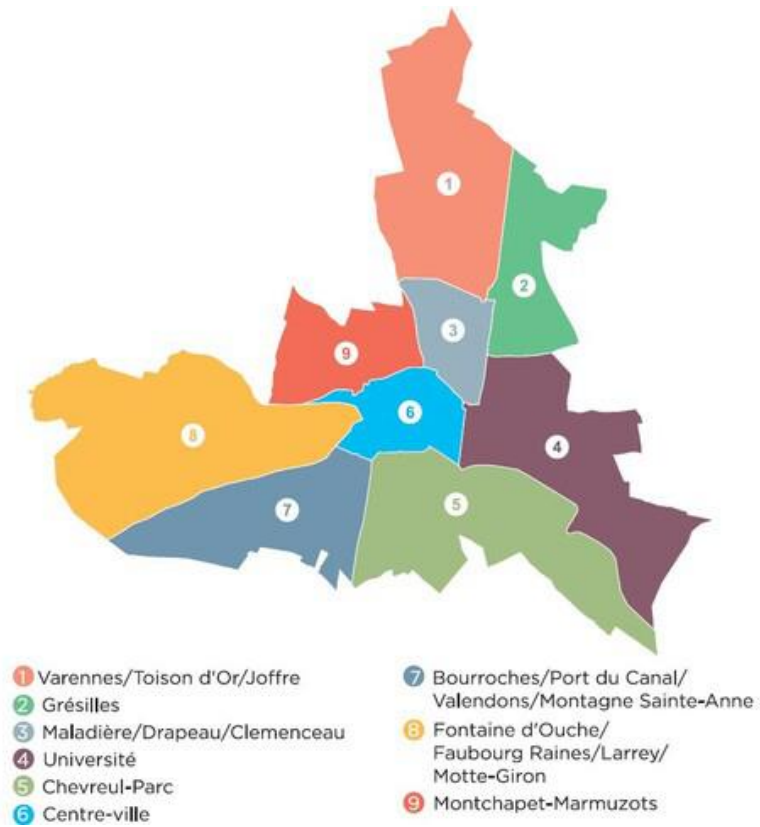 1
2
3
9
6
8
4
5
7
1 Varennes/Toison d'Or/Joffre
2 Grésilles
3 Maladière/Drapeau/Clemenceau
4 Université
5 Chevreul-Parc
6 Centre-ville
7 Bourroches/Port du Canal/
Valendons/Montagne Sainte-Anne
8 Fontaine d'Ouche/
Faubourg Raines/Larrey/
Motte-Giron
9 Montchapet-Marmuzots